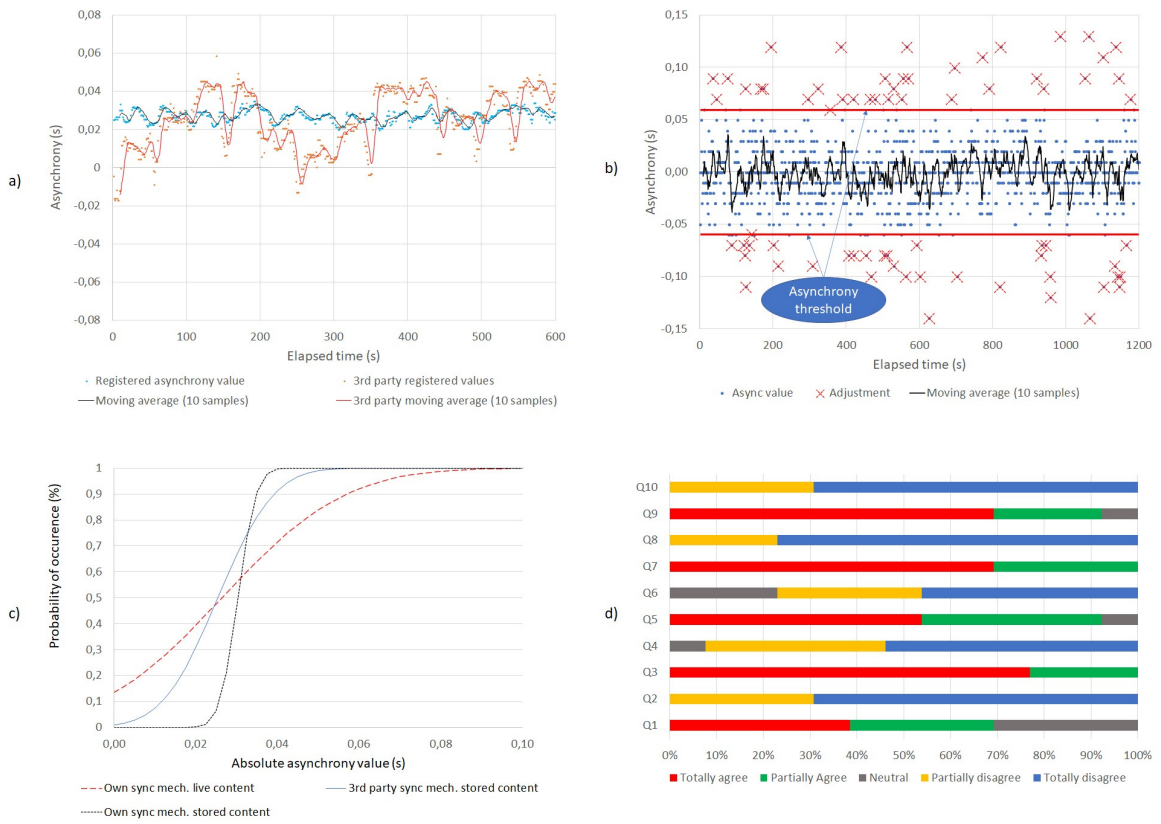 0,08
0,06
0,04
0,02
0
-0,02
-0,04
-0,06
-0,08
Asynchrony (s)
a)
0 100 200 300 400 500 600
Elapsed time (s)
Registered asynchrony value 3rd party registered values
Moving average (10 samples) 3rd party moving average (10 samples)
0,15
0,10
0,05
0,00
-0,05
-0,10
-0,15
Asynchrony (s)
b)
Asynchrony
threshold
0 200 400 600 800 1000 1200
Elapsed time (s)
Async value Adjustment Moving average (10 samples)
1
0,9
0,8
0,7
0,6
0,5
0,4
0,3
0,2
0,1
0
Probability of occurence (%)
c)
0,00 0,02 0,04 0,06 0,08 0,10
Absolute asynchrony value (s)
Own sync mech. live content 3rd party sync mech. stored content
Own sync mech. stored content
Q10
Q9
Q8
Q7
Q6
Q5
Q4
Q3
Q2
Q1
d)
0% 10% 20% 30% 40% 50% 60% 70% 80% 90% 100%
Totally agree Partially Agree Neutral Partially disagree Totally disagree